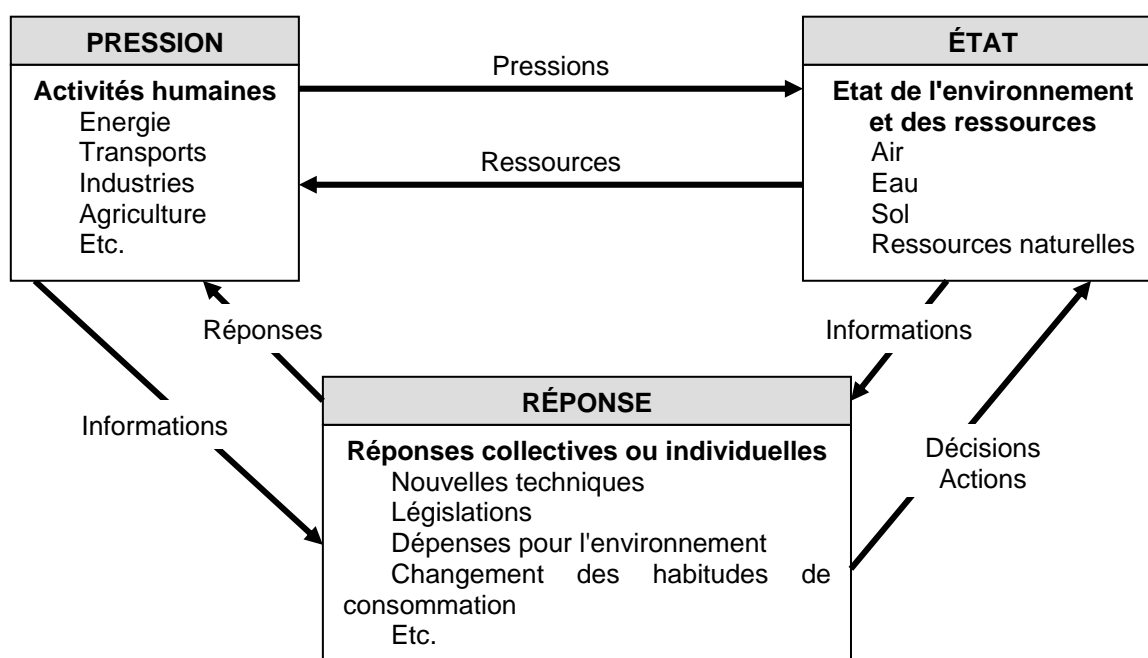 PRESSION
Activités humaines
Energie
Transports
Industries
Agriculture
Etc.
Pressions
Ressources
ÉTAT
Etat de l'environnement
et des ressources
Air
Eau
Sol
Ressources naturelles
Réponses
Informations
Informations
Décisions
Actions
RÉPONSE
Réponses collectives ou individuelles
Nouvelles techniques
Législations
Dépenses pour l'environnement
Changement des habitudes de
consommation
Etc.